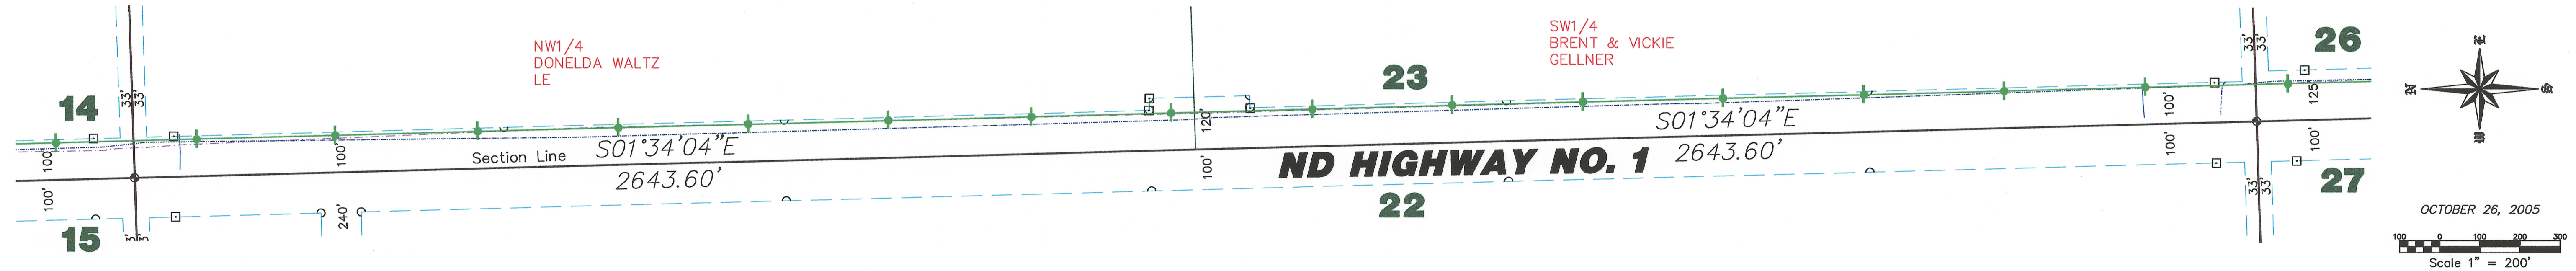 NW1/4
DONELDA WALTZ
LE
SW1/4
BRENT & VICKIE
GELLNER
14
23
26
33'
33'
33'
33'
100'
100'
100'
120'
100'
100'
125'
100'
100'
Section Line
S01°34'04"E
2643.60'
S01°34'04"E
2643.60'
ND HIGHWAY NO. 1
240'
15
22
27
33'
33'
N
E
S
W
OCTOBER 26, 2005
100 0 100 200 300
Scale 1" = 200'